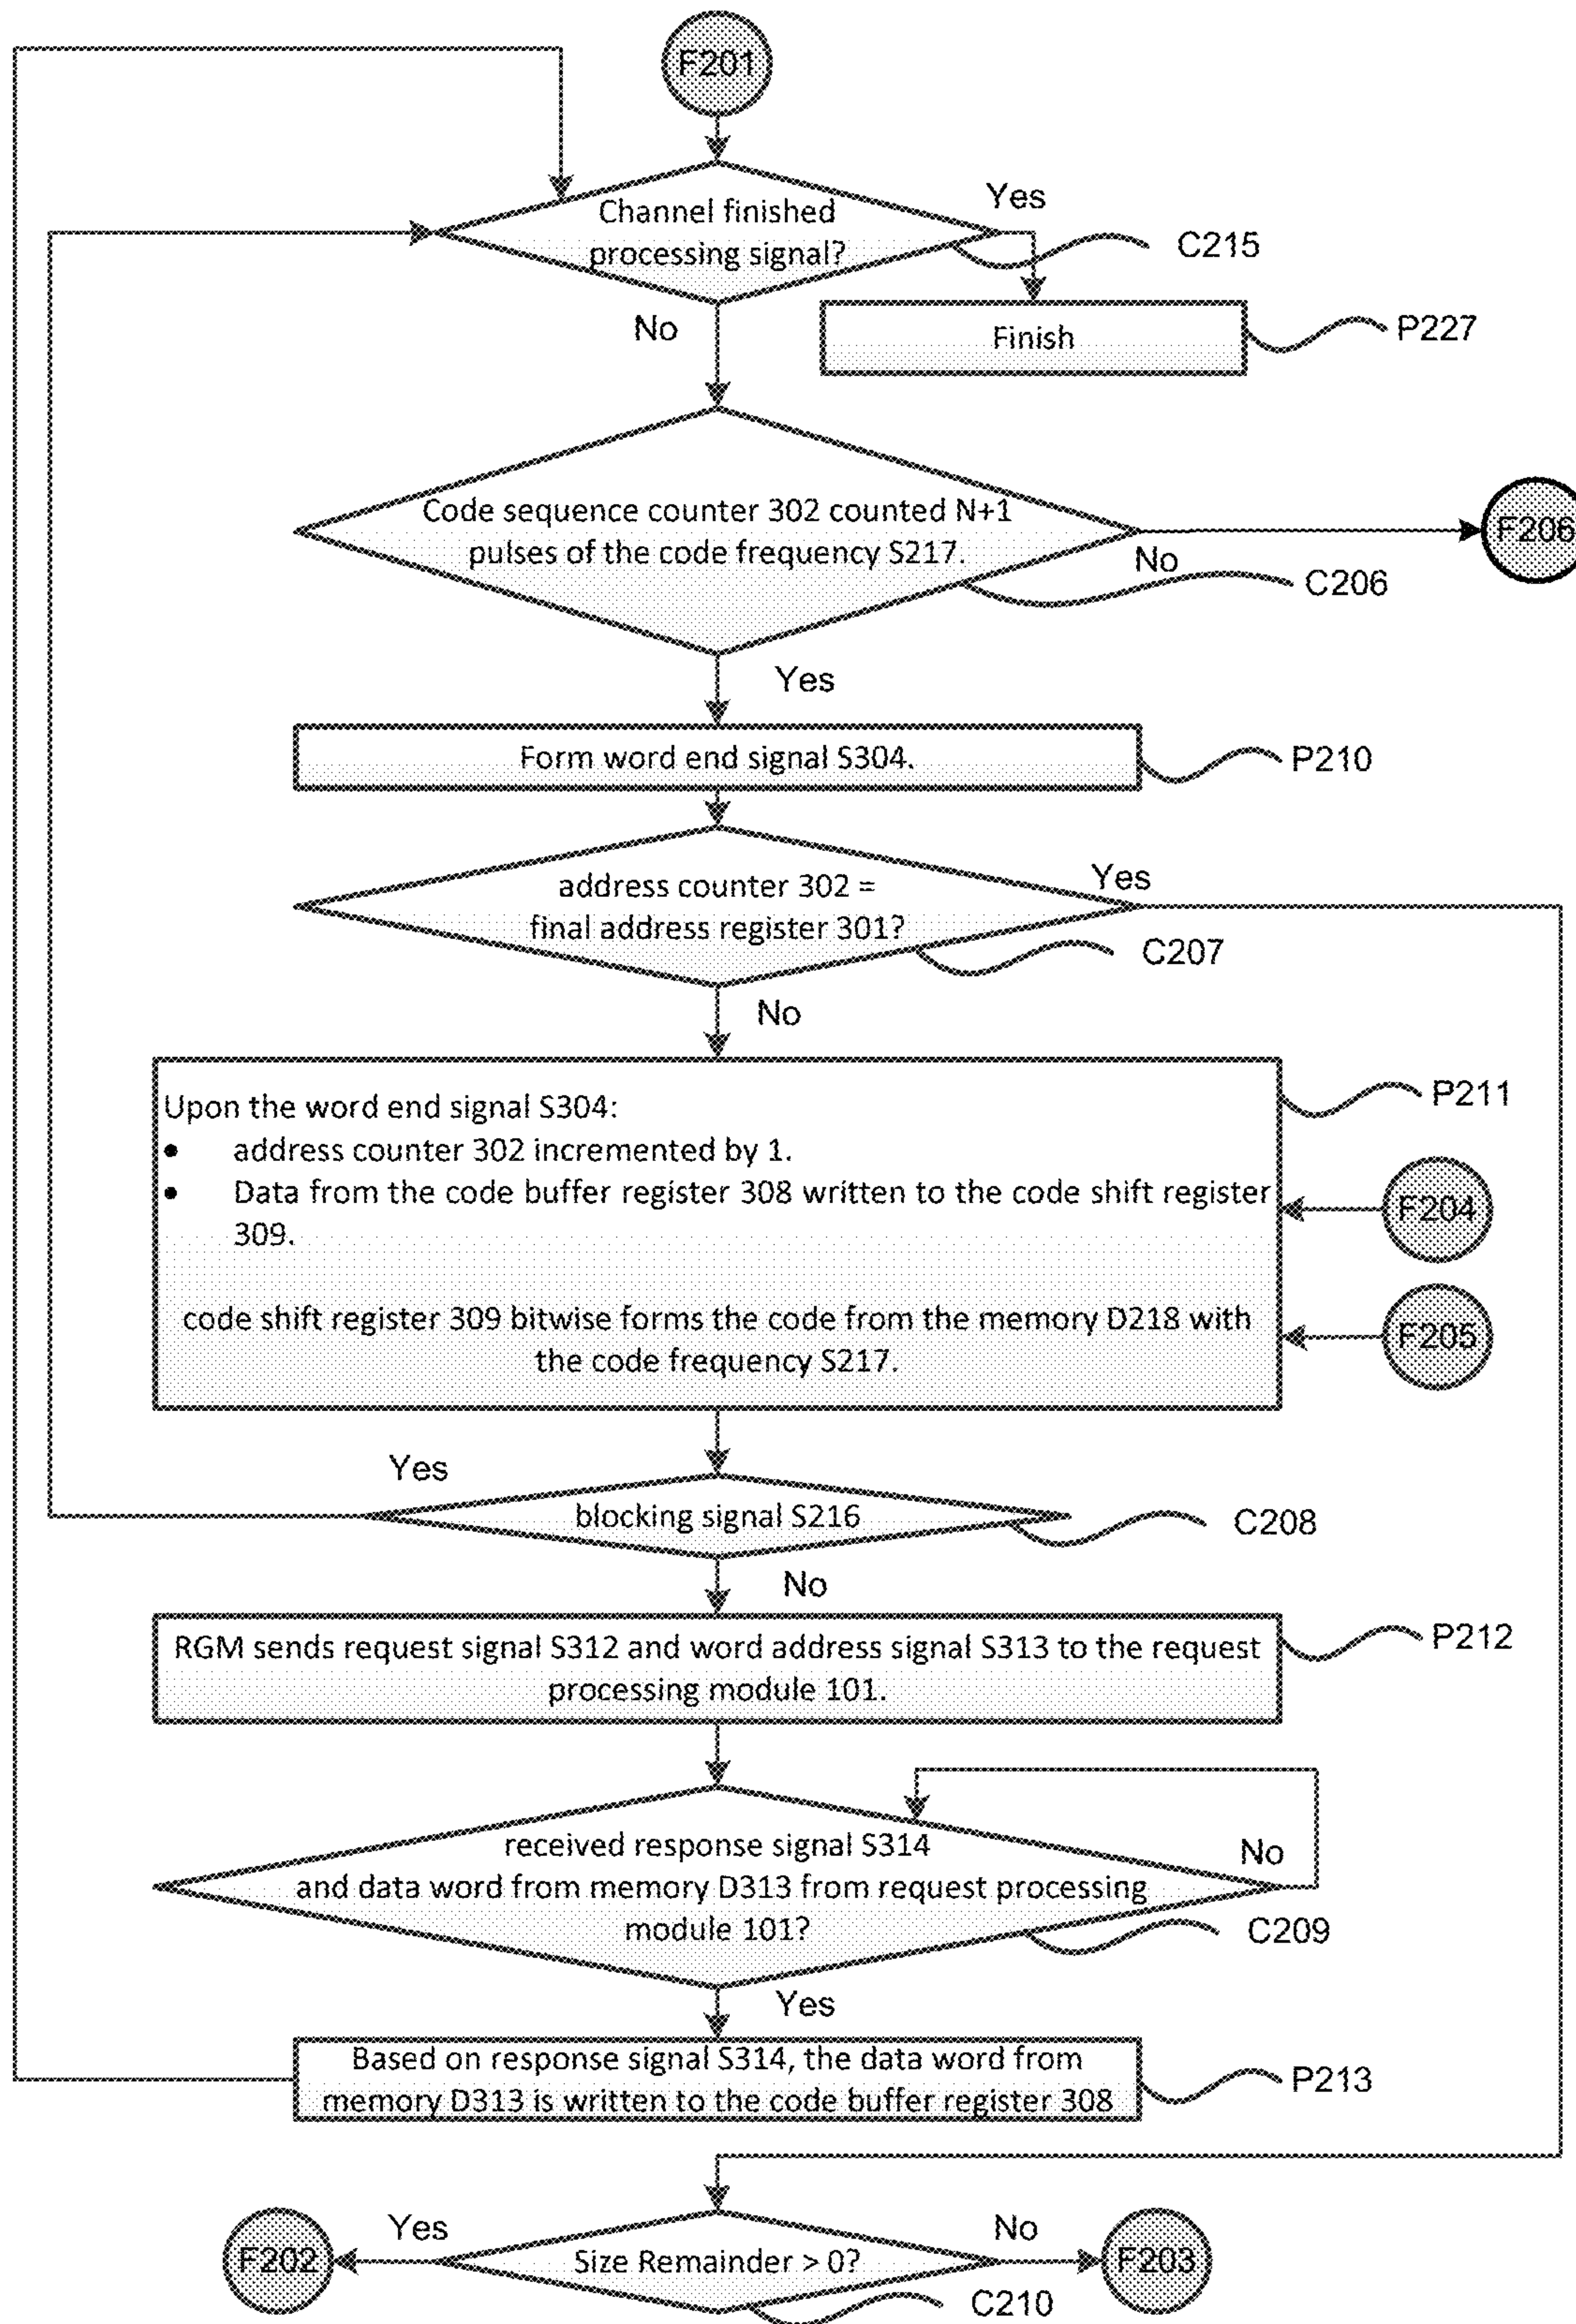 F201
Channel finished
processing signal?
Yes
C215
No
Finish
P227
Code sequence counter 302 counted N+1
pulses of the code frequency S217.
No
F206
C206
Yes
Form word end signal S304.
P210
address counter 302 =
final address register 301?
Yes
C207
No
Upon the word end signal S304:
• address counter 302 incremented by 1.
• Data from the code buffer register 308 written to the code shift register
309.
code shift register 309 bitwise forms the code from the memory D218 with
the code frequency S217.
P211
F204
F205
Yes
blocking signal S216
C208
No
RGM sends request signal S312 and word address signal S313 to the request
processing module 101.
P212
received response signal S314
and data word from memory D313 from request processing
module 101?
No
C209
Yes
Based on response signal S314, the data word from
memory D313 is written to the code buffer register 308
P213
F202
Yes
Size Remainder > 0?
No
F203
C210